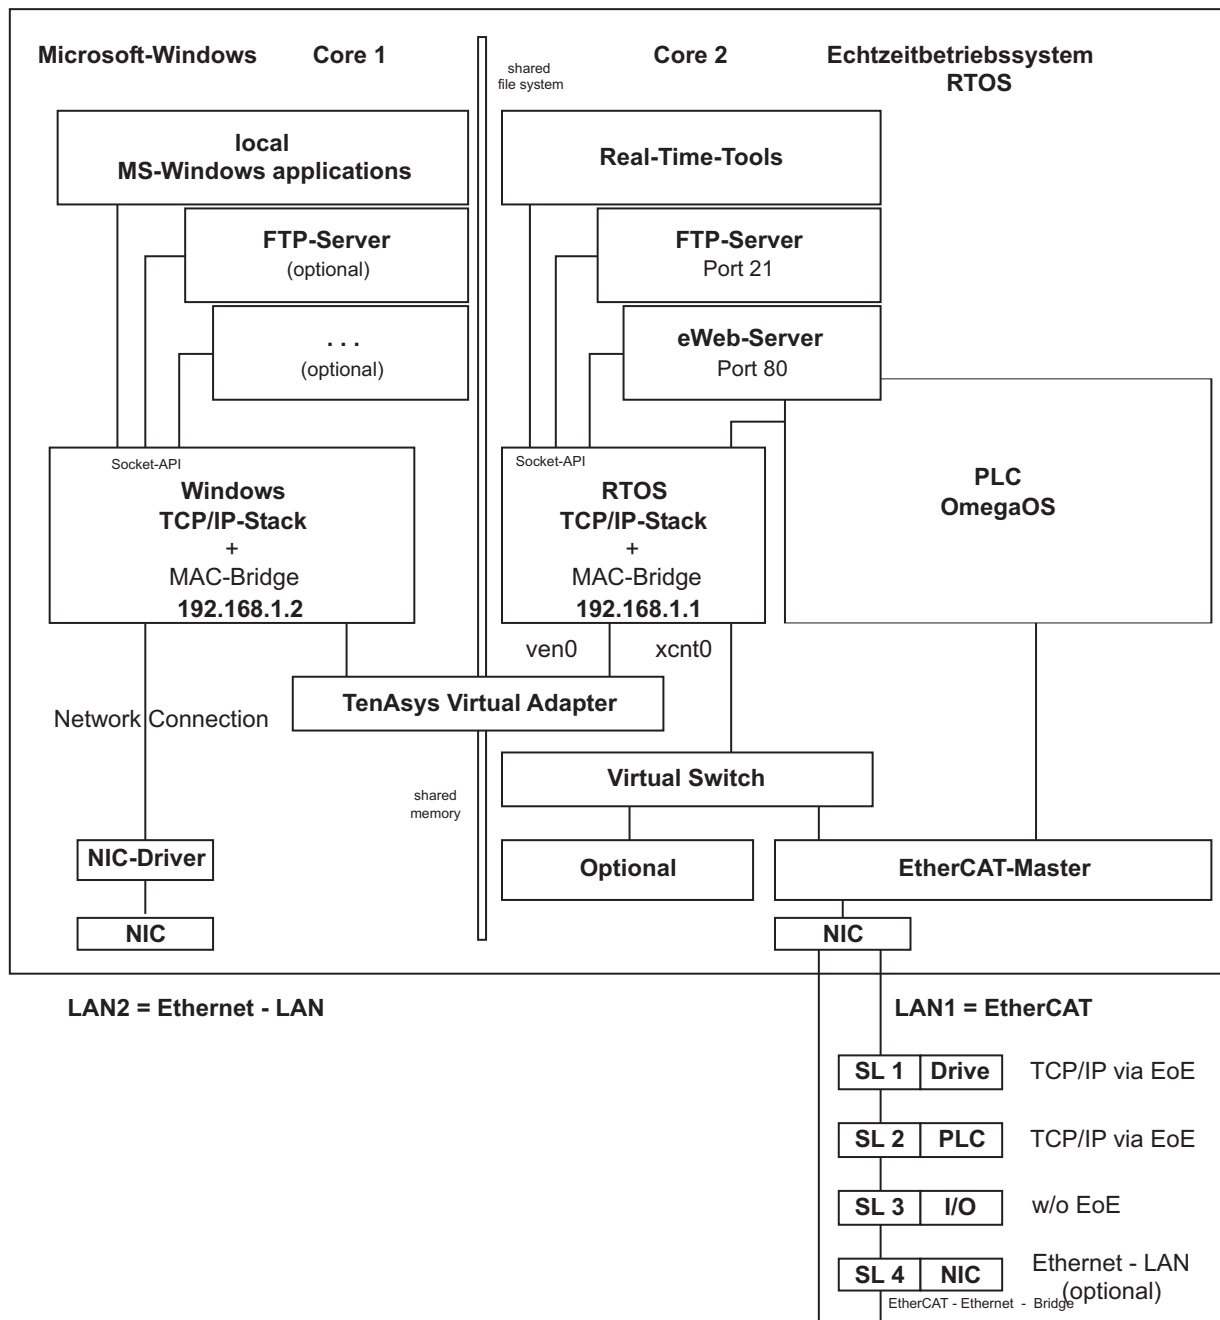 Microsoft-Windows
Core 1
shared
file system
Core 2
Echtzeitbetriebssystem
RTOS
local
MS-Windows applications
FTP-Server
(optional)
. . .
(optional)
Real-Time-Tools
FTP-Server
Port 21
eWeb-Server
Port 80
Socket-API
Windows
TCP/IP-Stack
+
MAC-Bridge
192.168.1.2
Socket-API
RTOS
TCP/IP-Stack
+
MAC-Bridge
192.168.1.1
PLC
OmegaOS
ven0
xcnt0
TenAsys Virtual Adapter
Network Connection
Virtual Switch
shared
memory
NIC-Driver
NIC
Optional
EtherCAT-Master
NIC
LAN2 = Ethernet - LAN
LAN1 = EtherCAT
SL 1 Drive TCP/IP via EoE
SL 2 PLC TCP/IP via EoE
SL 3 I/O w/o EoE
SL 4 NIC Ethernet - LAN
(optional)
EtherCAT - Ethernet - Bridge